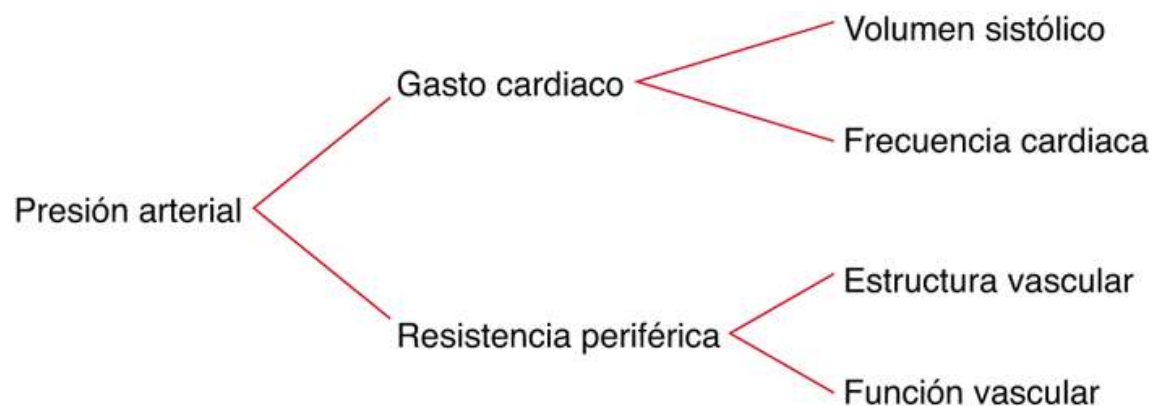 Volumen sistólico
Gasto cardiaco
Frecuencia cardiaca
Presión arterial
Estructura vascular
Resistencia periférica
Función vascular